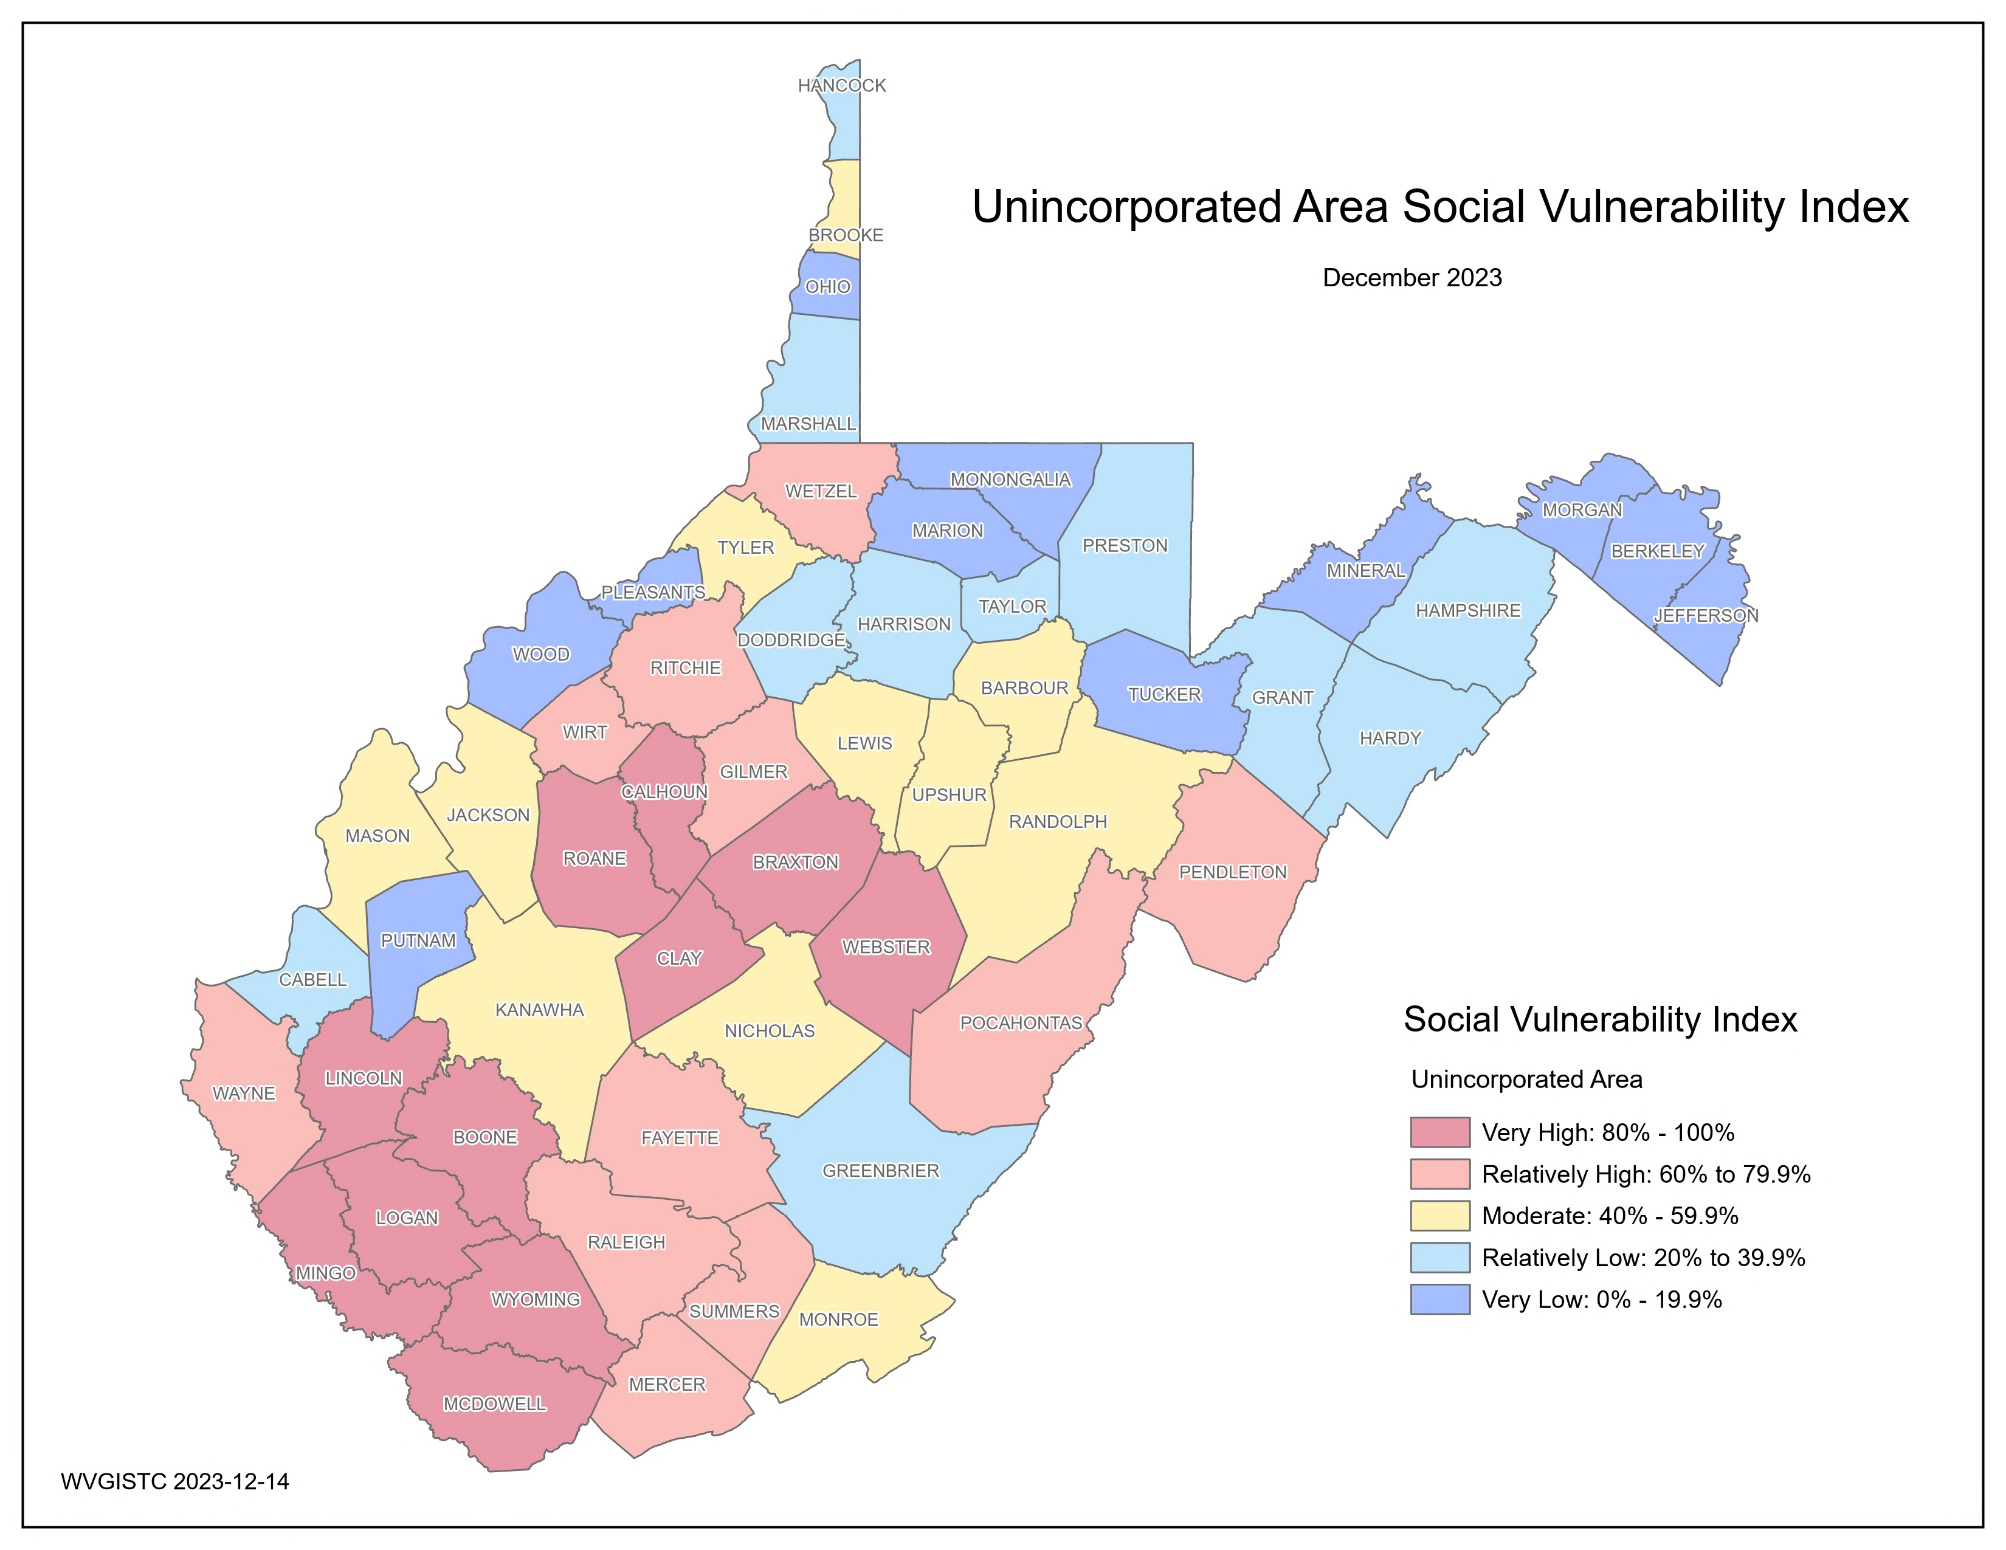 HANCOCK
Unincorporated Area Social Vulnerability Index
BROOKE
December 2023
OHIO
MARSHALL
MONONGALIA
WETZEL
MORGAN
MARION
TYLER
PRESTON
BERKELEY
MINERAL
PLEASANTS
TAYLOR
HAMPSHIRE
JEFFERSON
HARRISON
DODDRIDGE
WOOD
RITCHIE
BARBOUR
TUCKER
GRANT
WIRT
HARDY
LEWIS
GILMER
CALHOUN
UPSHUR
JACKSON
RANDOLPH
MASON
ROANE
BRAXTON
PENDLETON
PUTNAM
WEBSTER
CLAY
CABELL
KANAWHA
NICHOLAS
POCAHONTAS
LINCOLN
WAYNE
BOONE
FAYETTE
GREENBRIER
LOGAN
RALEIGH
MINGO
WYOMING
SUMMERS
MONROE
MERCER
MCDOWELL
Social Vulnerability Index
Unincorporated Area
Very High: 80% - 100%
Relatively High: 60% to 79.9%
Moderate: 40% - 59.9%
Relatively Low: 20% to 39.9%
Very Low: 0% - 19.9%
WVGISTC 2023-12-14